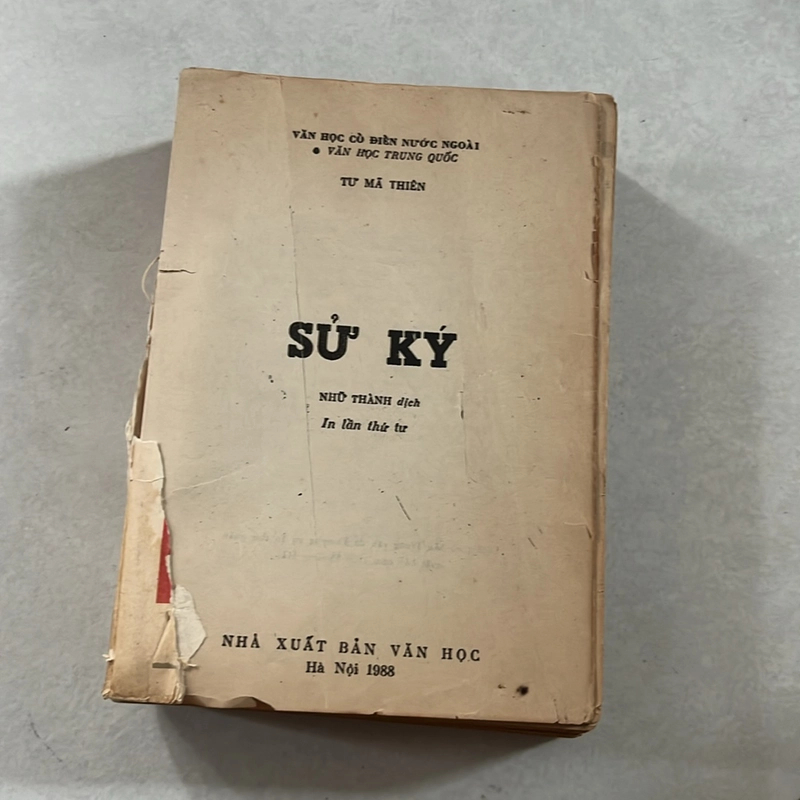 VĂN HỌC CỔ ĐIỂN NƯỚC NGOÀI
● VĂN HỌC TRUNG QUỐC
TƯ MÃ THIÊN
SỬ KÝ
NHỮ THÀNH dịch
In lần thứ tư
NHÀ XUẤT BẢN VĂN HỌC
Hà Nội 1988